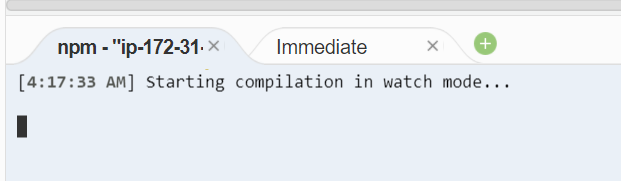 npm - "ip-172-31-
Immediate
[4:17:33 AM] Starting compilation in watch mode...